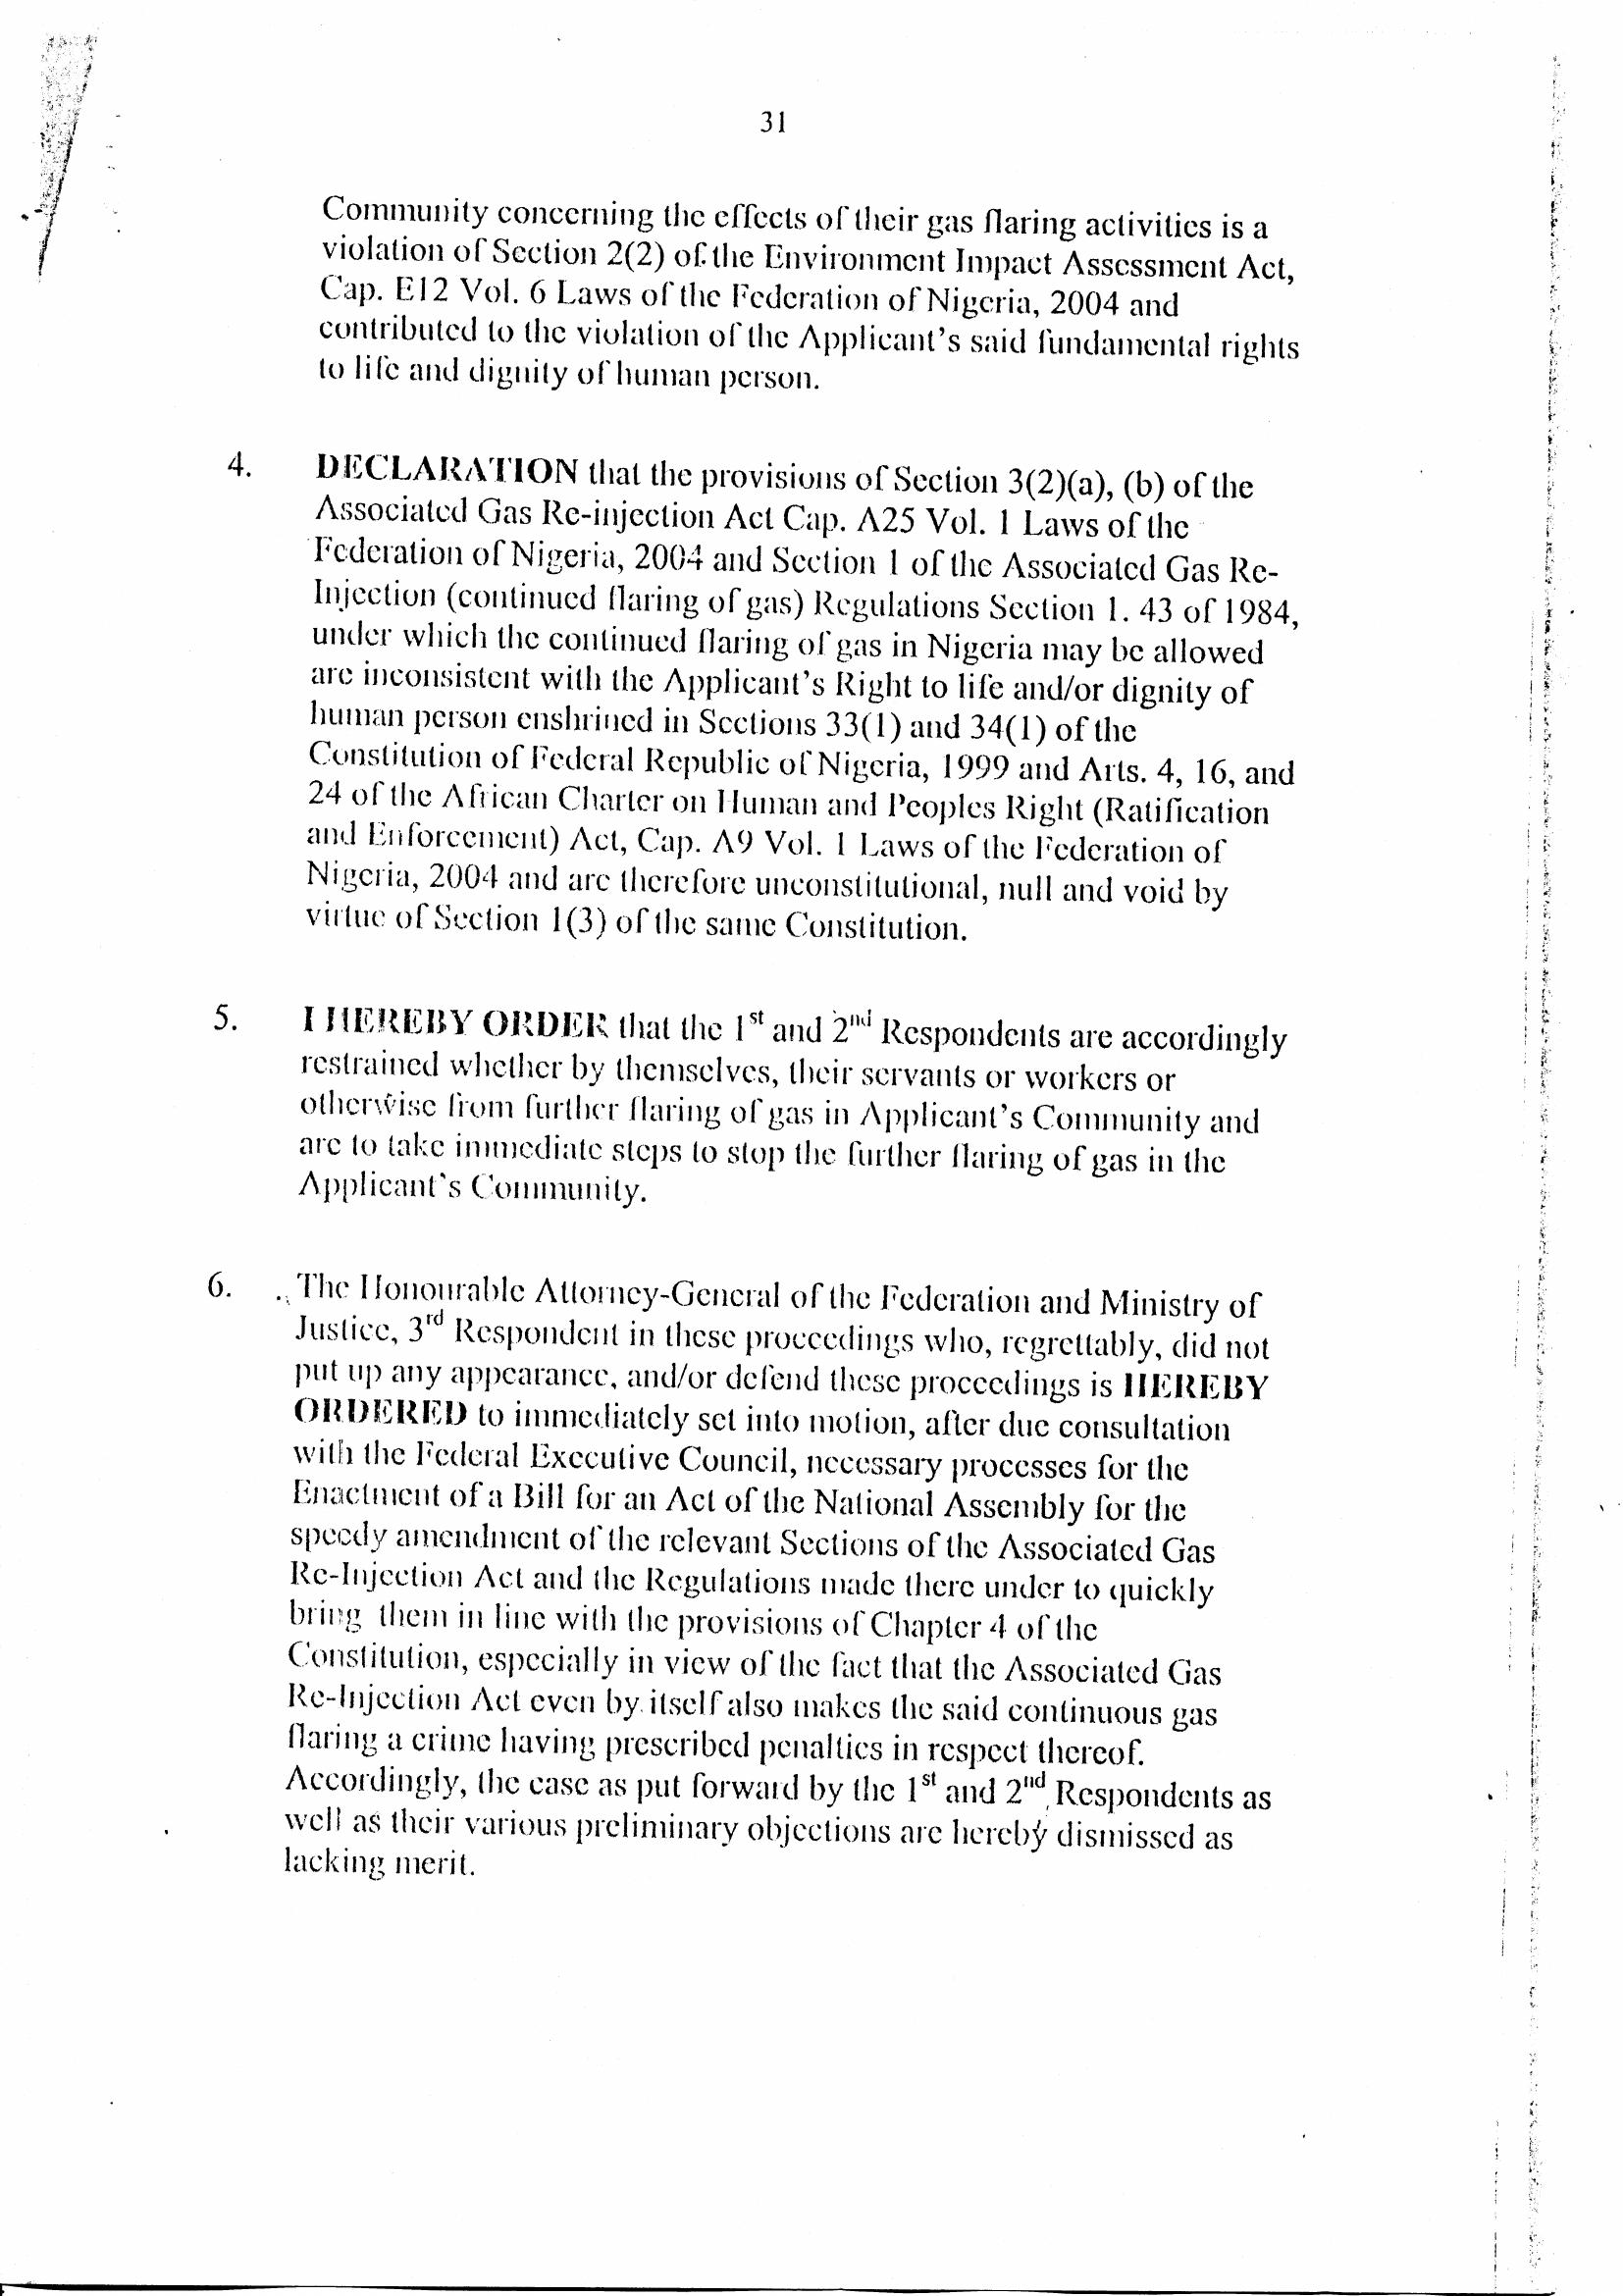 31
Community concerning the effects of their gas flaring activities is a
violation of Section 2(2) of the Environment Impact Assessment Act,
Cap. E12 Vol. 6 Laws of the Federation of Nigeria, 2004 and
contributed to the violation of the Applicant's said fundamental rights
to life and dignity of human person.
4. DECLARATION that the provisions of Section 3(2)(a), (b) of the
Associated Gas Re-injection Act Cap. A25 Vol. 1 Laws of the
Federation of Nigeria, 2004 and Section 1 of the Associated Gas Re-
Injection (continued flaring of gas) Regulations Section 1. 43 of 1984,
under which the continued flaring of gas in Nigeria may be allowed
are inconsistent with the Applicant's Right to life and/or dignity of
human person enshrined in Sections 33(1) and 34(1) of the
Constitution of Federal Republic of Nigeria, 1999 and Arts. 4, 16, and
24 of the African Charter on Human and Peoples Right (Ratification
and Enforcement) Act, Cap. A9 Vol. 1 Laws of the Federation of
Nigeria, 2004 and are therefore unconstitutional, null and void by
virtue of Section 1(3) of the same Constitution.
5. I HEREBY ORDER that the 1st and 2nd Respondents are accordingly
restrained whether by themselves, their servants or workers or
otherwise from further flaring of gas in Applicant's Community and
are to take immediate steps to stop the further flaring of gas in the
Applicant's Community.
6. The Honourable Attorney-General of the Federation and Ministry of
Justice, 3rd Respondent in these proceedings who, regrettably, did not
put up any appearance, and/or defend these proceedings is HEREBY
ORDERED to immediately set into motion, after due consultation
with the Federal Executive Council, necessary processes for the
Enactment of a Bill for an Act of the National Assembly for the
speedy amendment of the relevant Sections of the Associated Gas
Re-Injection Act and the Regulations made there under to quickly
bring them in line with the provisions of Chapter 4 of the
Constitution, especially in view of the fact that the Associated Gas
Re-Injection Act even by itself also makes the said continuous gas
flaring a crime having prescribed penalties in respect thereof.
Accordingly, the case as put forward by the 1st and 2nd Respondents as
well as their various preliminary objections are hereby dismissed as
lacking merit.